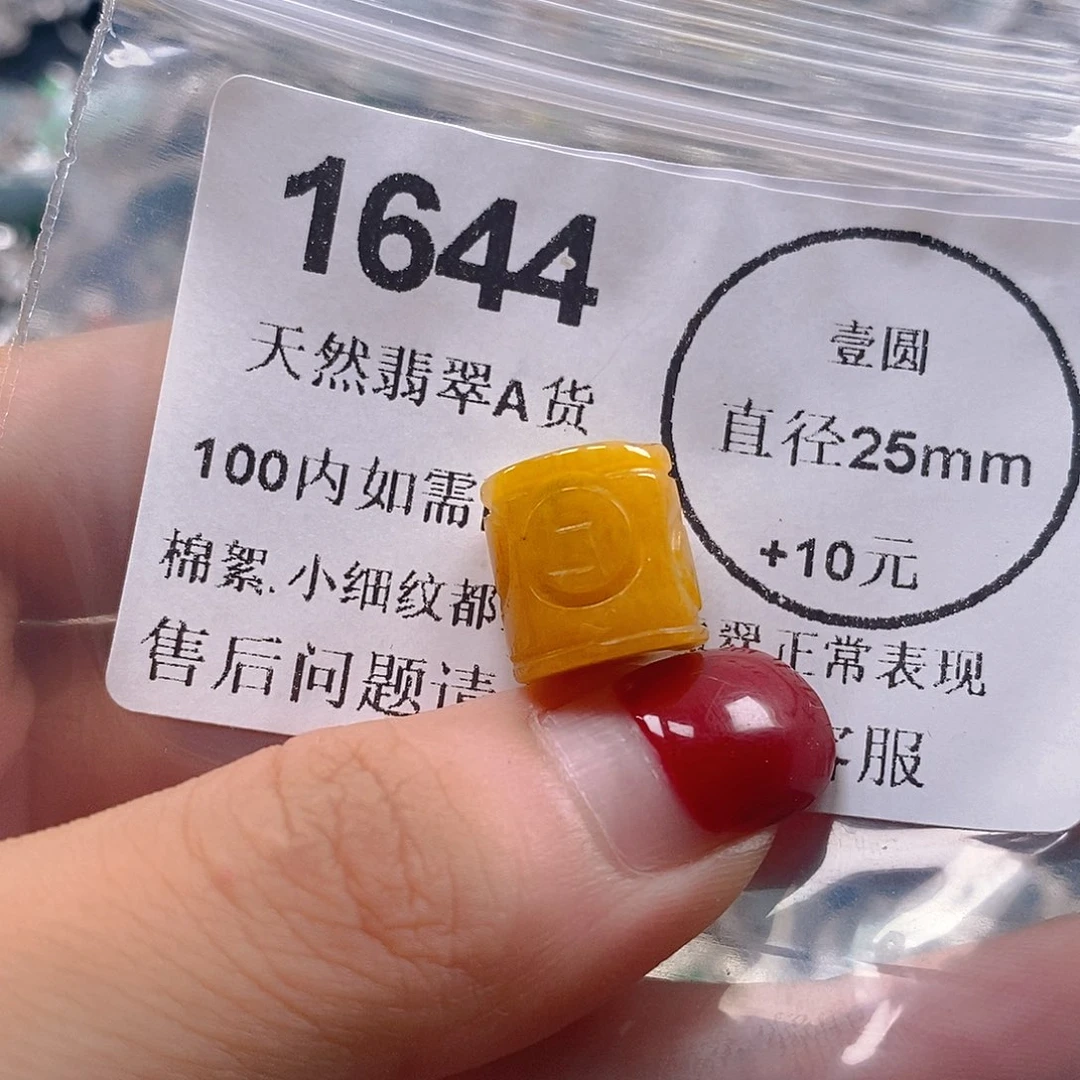 1644
天然翡翠A货
100内如需
棉絮.小细纹都 翠正常表现
售后问题请 服
壹圆
直径25mm
+10元